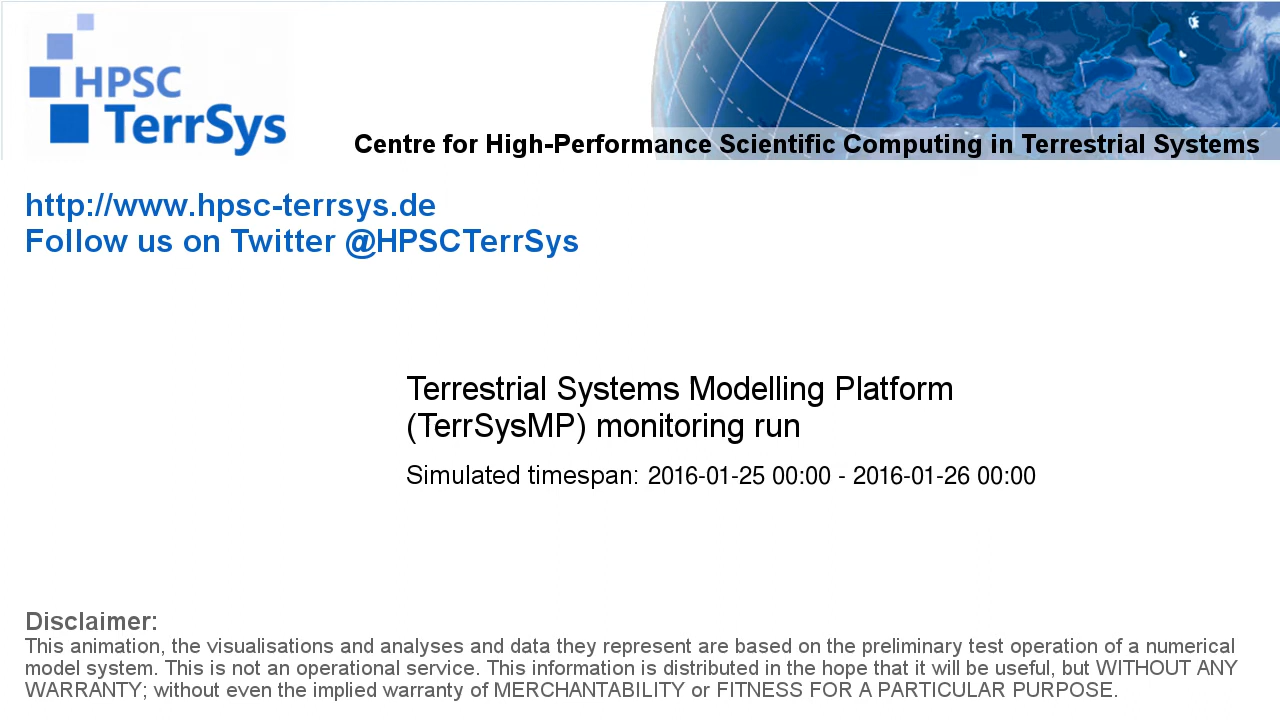 HPSC
TerrSys
Centre for High-Performance Scientific Computing in Terrestrial Systems
http://www.hpsc-terrsys.de
Follow us on Twitter @HPSCTerrSys
Terrestrial Systems Modelling Platform
(TerrSysMP) monitoring run
Simulated timespan: 2016-01-25 00:00 - 2016-01-26 00:00
Disclaimer:
This animation, the visualisations and analyses and data they represent are based on the preliminary test operation of a numerical
model system. This is not an operational service. This information is distributed in the hope that it will be useful, but WITHOUT ANY
WARRANTY; without even the implied warranty of MERCHANTABILITY or FITNESS FOR A PARTICULAR PURPOSE.